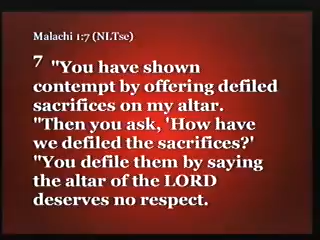 Malachi 1:7 (NLTse)
7 "You have shown
contempt by offering defiled
sacrifices on my altar.
"Then you ask, 'How have
we defiled the sacrifices?'
"You defile them by saying
the altar of the LORD
deserves no respect.